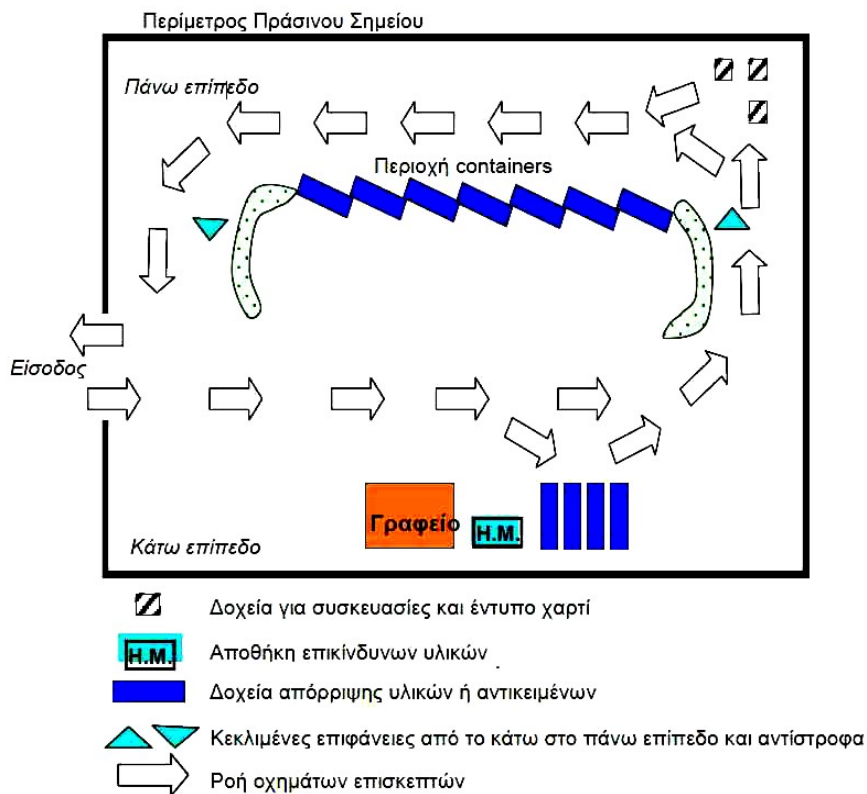 Περίμετρος Πράσινου Σημείου
Πάνω επίπεδο
Περιοχή containers
Είσοδος
Γραφείο
Η.Μ.
Κάτω επίπεδο
Δοχεία για συσκευασίες και έντυπο χαρτί
Η.Μ.
Αποθήκη επικίνδυνων υλικών
Δοχεία απόρριψης υλικών ή αντικειμένων
Κεκλιμένες επιφάνειες από το κάτω στο πάνω επίπεδο και αντίστροφα
Ροή οχημάτων επισκεπτών